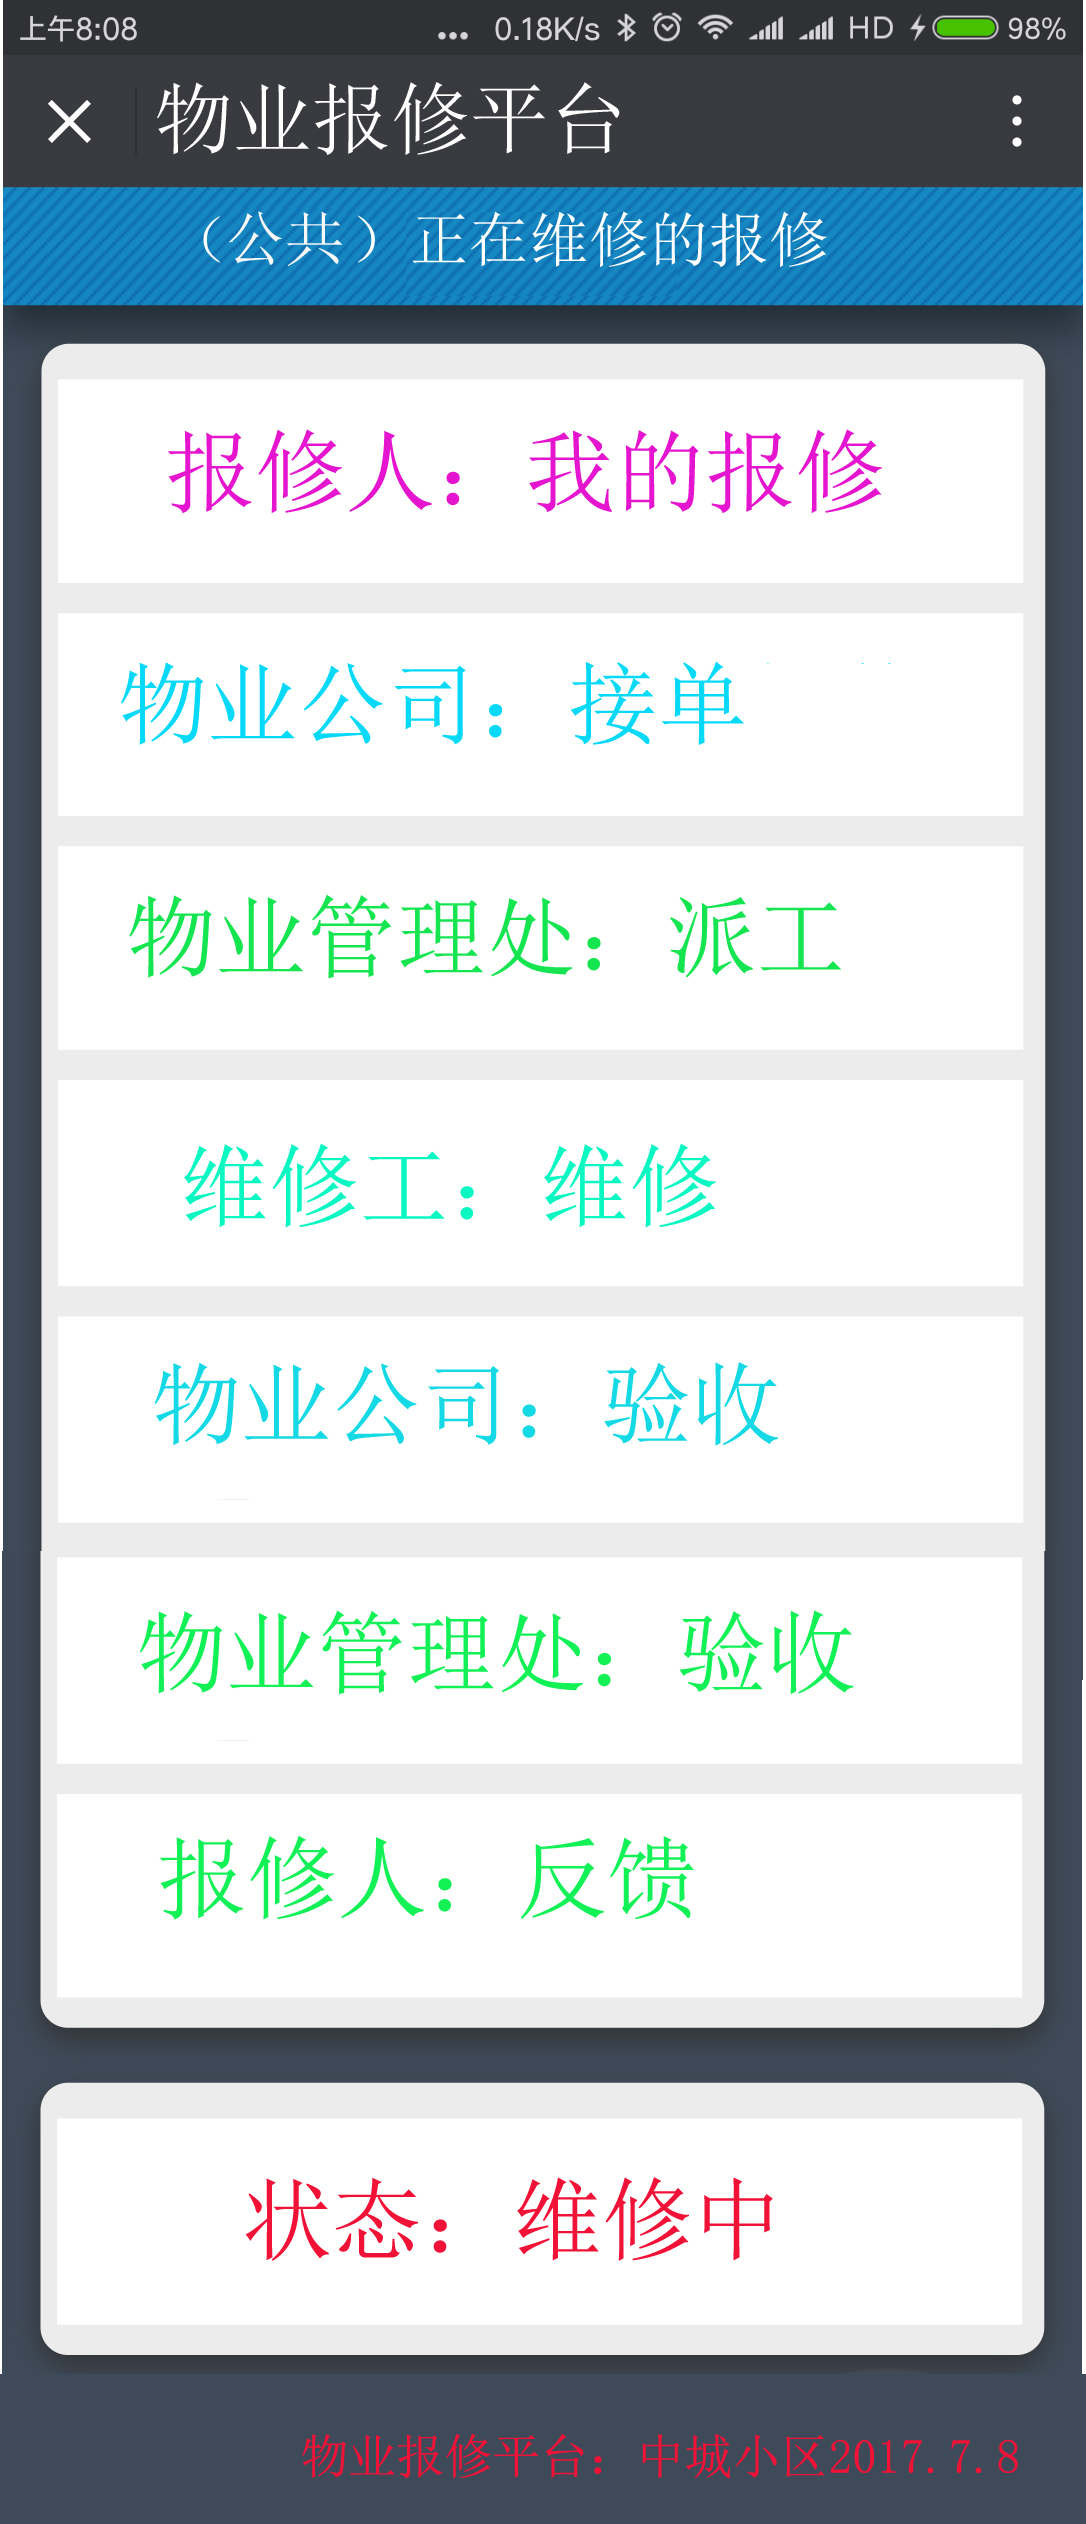 上午8:08 ... 0.18K/s HD 98%
物业报修平台
（公共）正在维修的报修
报修人：我的报修
物业公司：接单
物业管理处：派工
维修工：维修
物业公司：验收
物业管理处：验收
报修人：反馈
状态：维修中
物业报修平台：中城小区2017.7.8